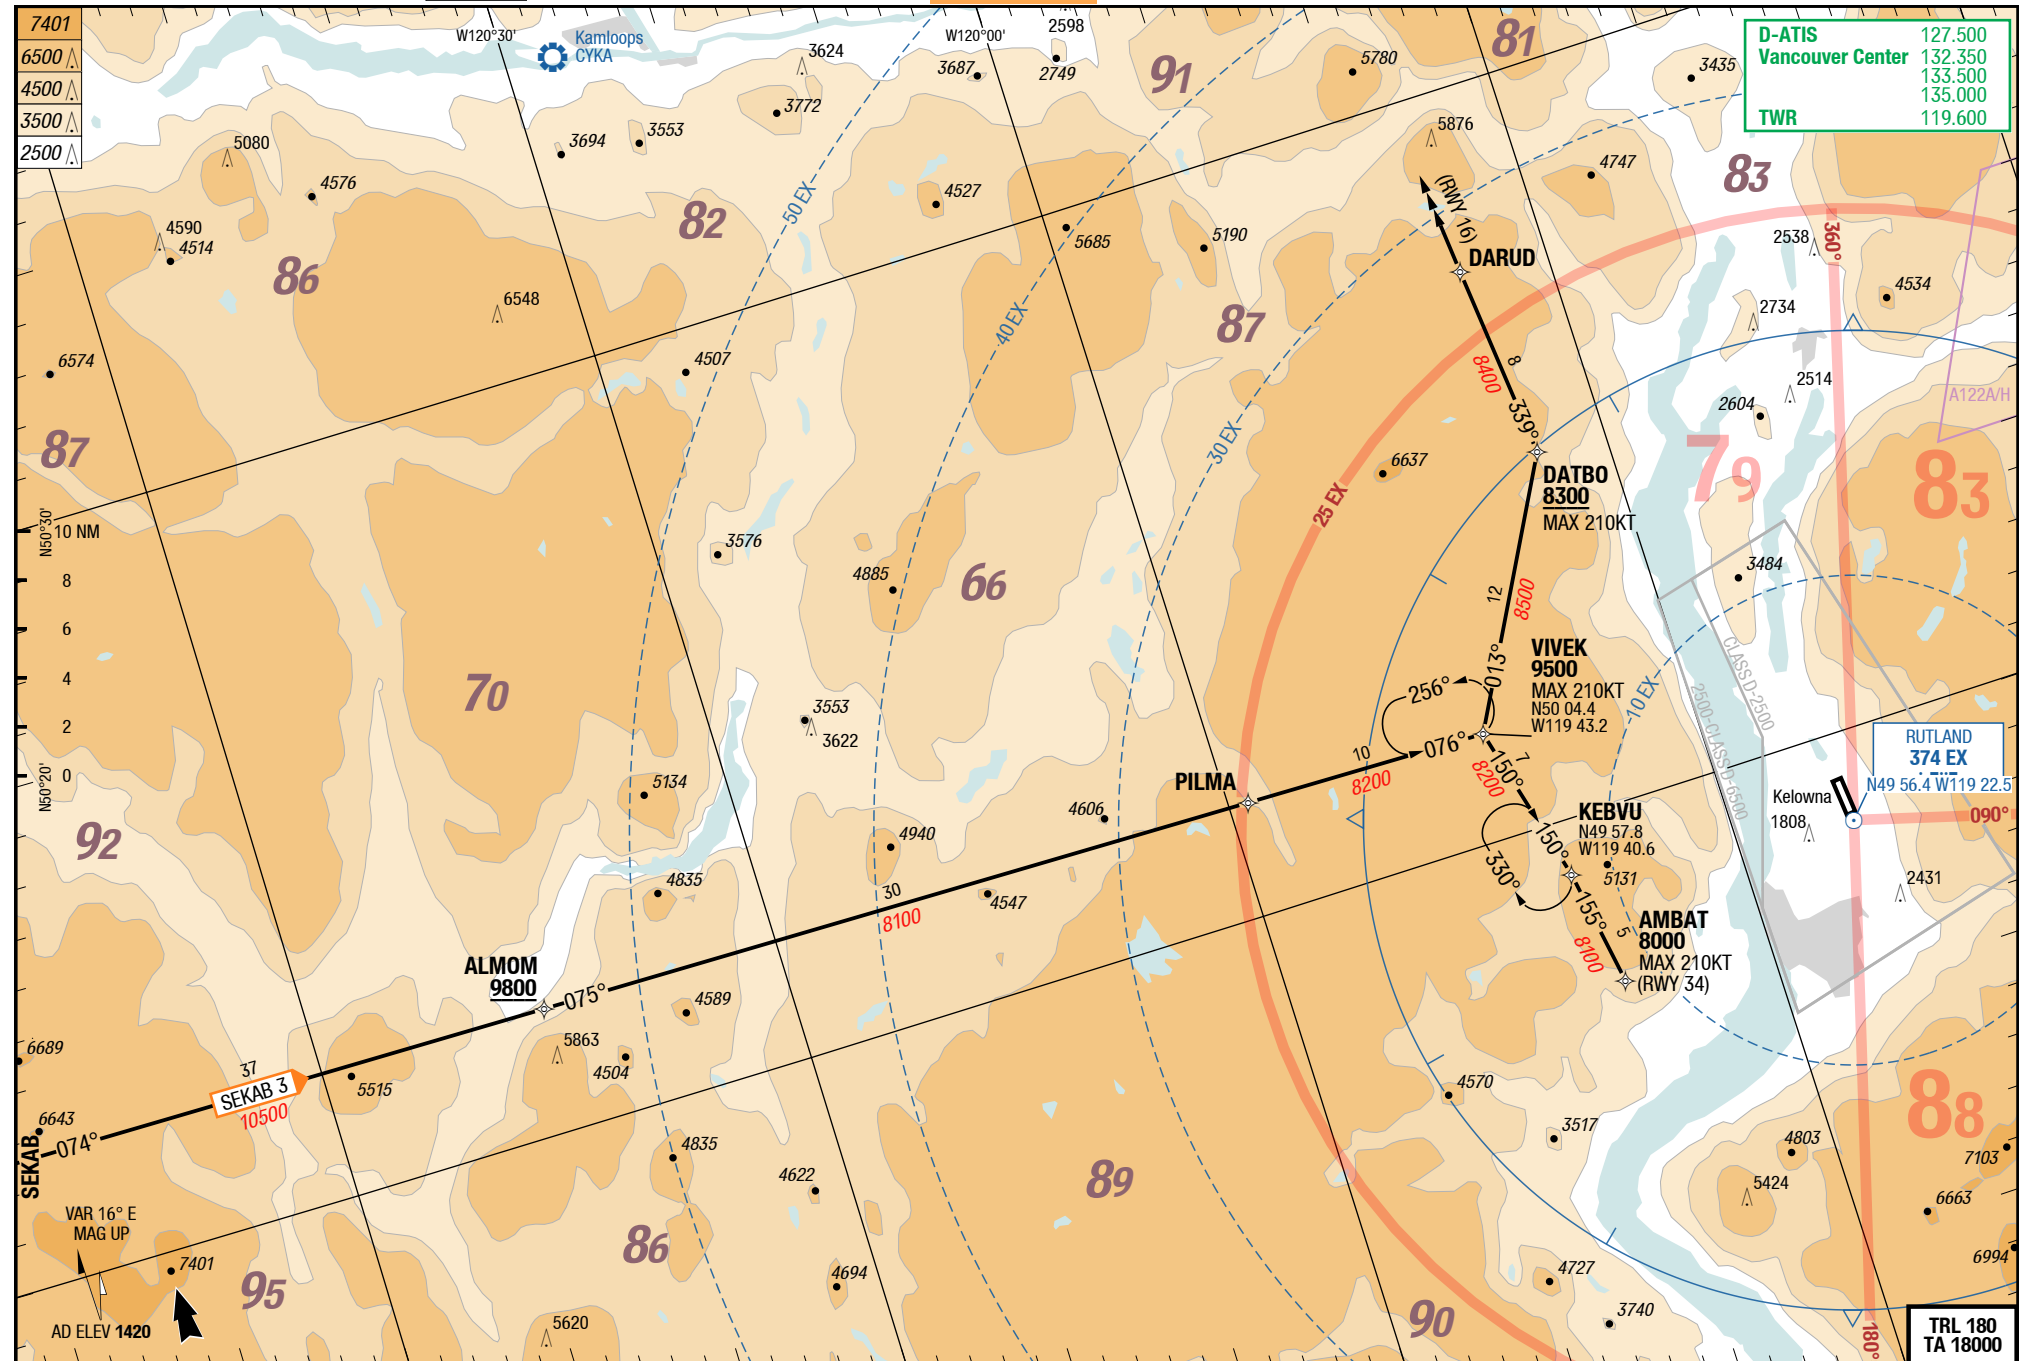 7401
6500
4500
3500
2500
W120°30'
Kamloops
CYKA
3624
W120°00'
2598
3687
2749
91
5780
81
3435
D-ATIS 127.500
Vancouver Center 132.350
133.500
135.000
TWR 119.600
3772
3694
3553
5080
4576
5876
4747
83
50 EX
4527
82
4590
4514
5685
5190
(RWY 16)
DARUD
360°
2538
4534
86
6548
40 EX
87
2734
6574
4507
8
8400
2514
A122A/H
2604
339°
87
30 EX
6637
79
83
DATBO
8300
MAX 210KT
25 EX
N50°30'
10 NM
8
6
4
2
0
N50°20'
3576
4885
66
3484
12
8500
013°
VIVEK
9500
MAX 210KT
N50 04.4
W119 43.2
CLASS D-2500
2500-CLASS D-6500
70
256°
10 EX
3553
3622
RUTLAND
374 EX
N49 56.4 W119 22.5
10
076°
8200
PILMA
7
150°
8200
5134
4606
KEBVU
N49 57.8
W119 40.6
Kelowna
1808
090°
92
4940
150°
330°
5131
2431
4835
30
8100
4547
155°
5
8100
AMBAT
8000
MAX 210KT
(RWY 34)
ALMOM
9800
075°
4589
5863
4504
6689
37
SEKAB 3
10500
5515
4570
88
6643
074°
SEKAB
4835
3517
4803
7103
4622
89
5424
6663
VAR 16° E
MAG UP
86
6994
7401
95
4694
4727
AD ELEV 1420
5620
90
3740
180°
TRL 180
TA 18000